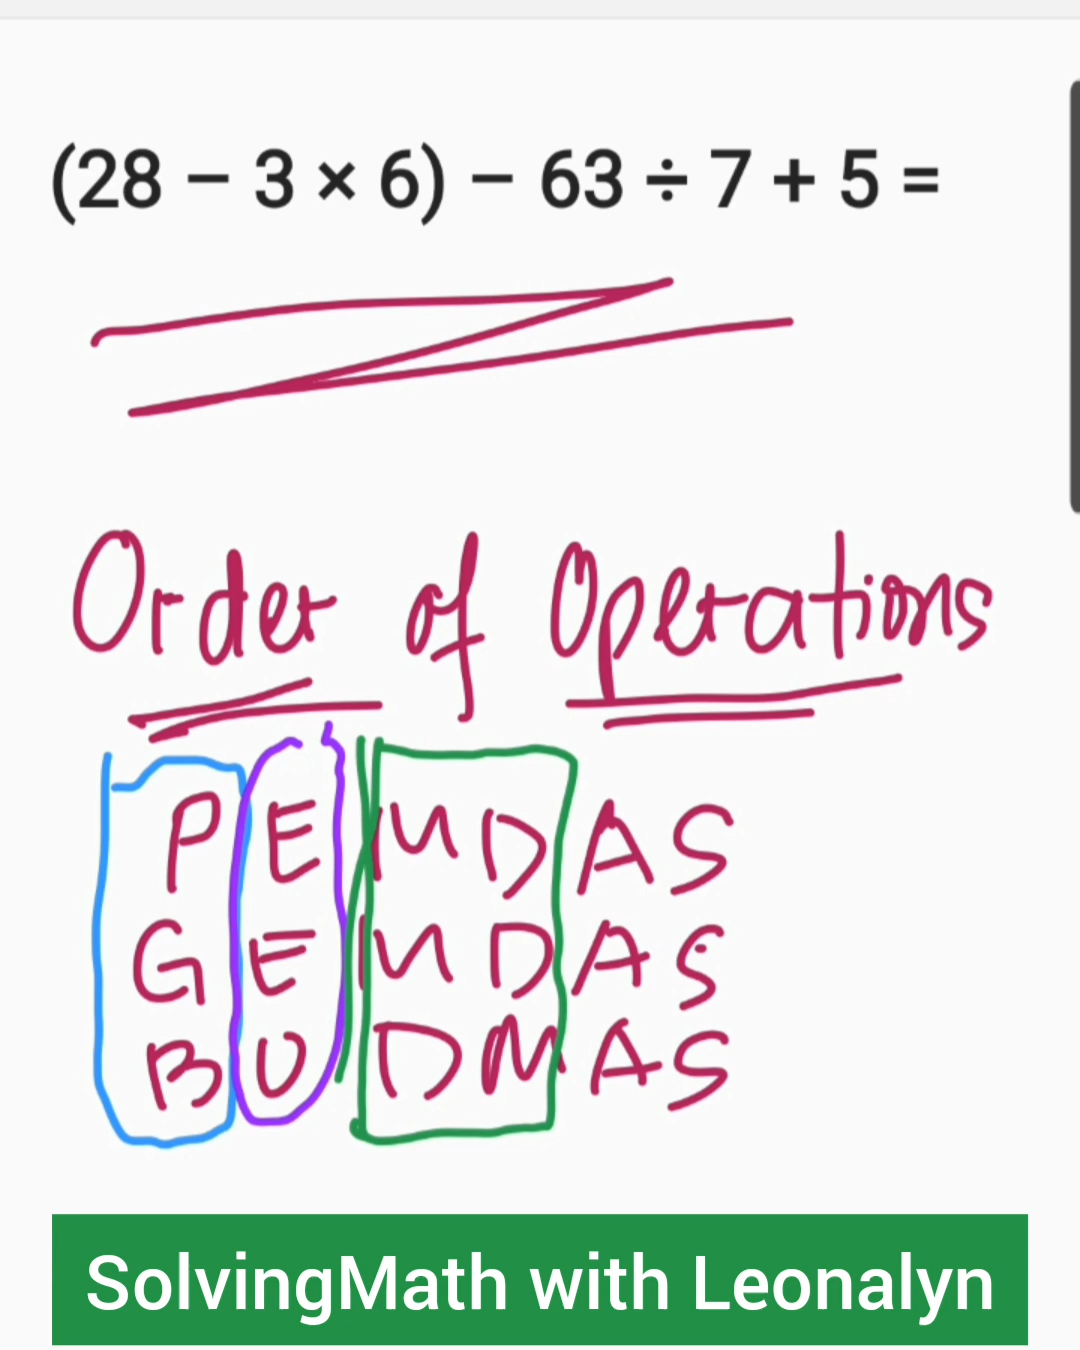 (28 – 3 × 6) – 63 ÷ 7 + 5 =
Order of Operations
PEMDAS
GEMDAS
BODMAS
SolvingMath with Leonalyn